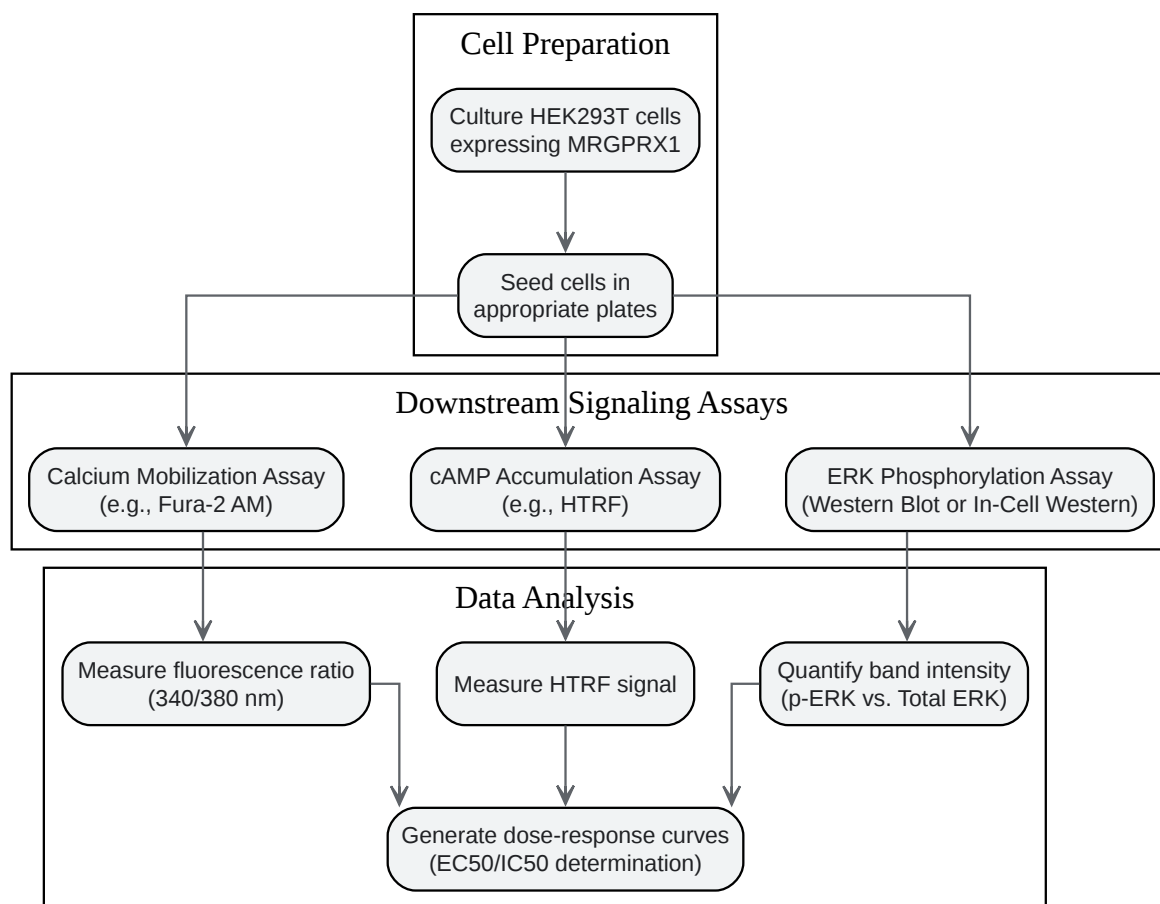 Cell Preparation
Culture HEK293T cells
expressing MRGPRX1
Seed cells in
appropriate plates
Downstream Signaling Assays
Calcium Mobilization Assay
(e.g., Fura-2 AM)
cAMP Accumulation Assay
(e.g., HTRF)
ERK Phosphorylation Assay
(Western Blot or In-Cell Western)
Data Analysis
Measure fluorescence ratio
(340/380 nm)
Measure HTRF signal
Quantify band intensity
(p-ERK vs. Total ERK)
Generate dose-response curves
(EC50/IC50 determination)